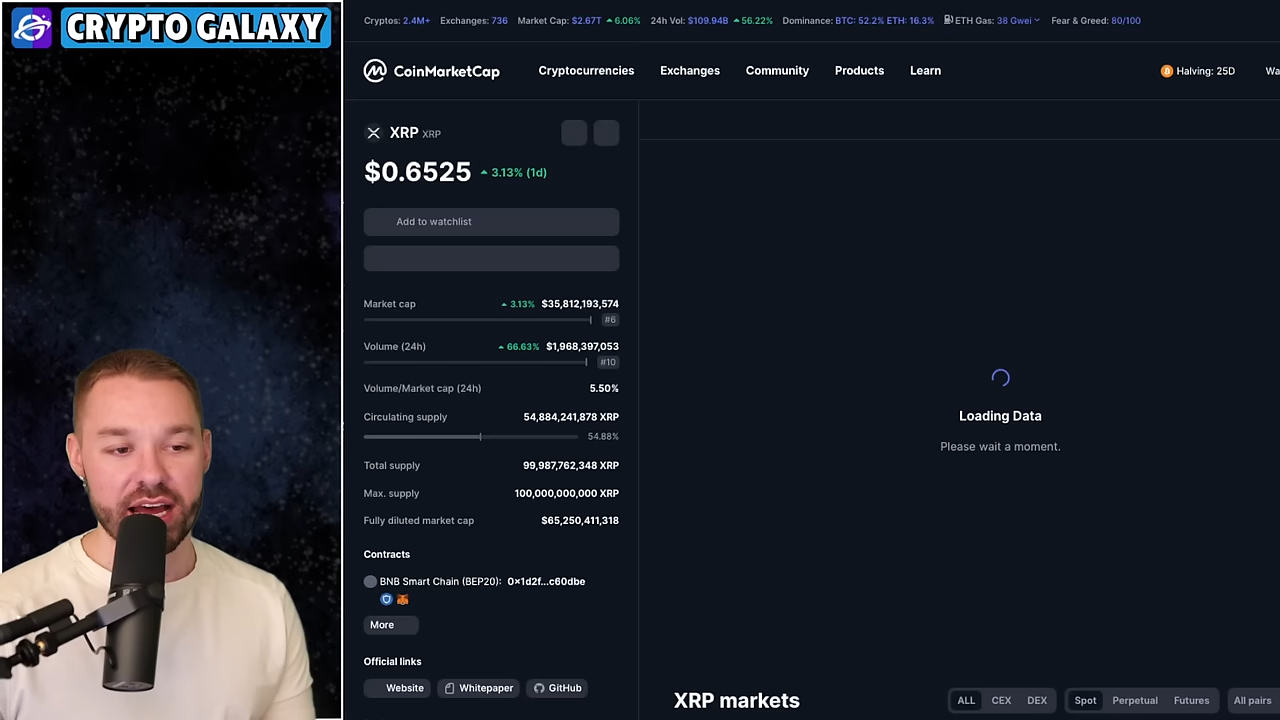 CRYPTO GALAXY
Cryptos: 2.4M+ Exchanges: 736 Market Cap: $2.67T 6.06% 24h Vol: $109.94B 56.22% Dominance: ETH Gas: 38 Gwei Fear & Greed: 80/100
CoinMarketCap Cryptocurrencies Exchanges Community Products Learn Halving: 25D
XRP XRP
$0.6525 3.13% (1d)
Add to watchlist
Market cap 3.13% $35,812,193,574
#6
Volume (24h) 66.63% $1,968,397,053
#10
Volume/Market cap (24h) 5.50%
Circulating supply 54,884,241,878 XRP
54.88%
Total supply 99,987,762,348 XRP
Max. supply 100,000,000,000 XRP
Fully diluted market cap $65,250,411,318
Contracts
BNB Smart Chain (BEP20): 0x1d2f...c60dbe
More
Official links
Website Whitepaper GitHub
Loading Data
Please wait a moment.
XRP markets ALL CEX DEX Spot Perpetual Futures All pairs